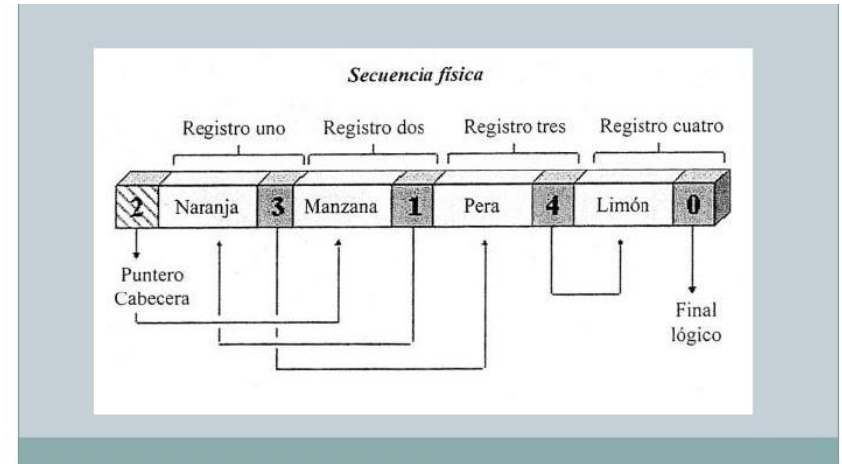 Secuencia física
Registro uno Registro dos Registro tres Registro cuatro
2 Naranja 3 Manzana 1 Pera 4 Limón 0
Puntero
Cabecera
Final
lógico